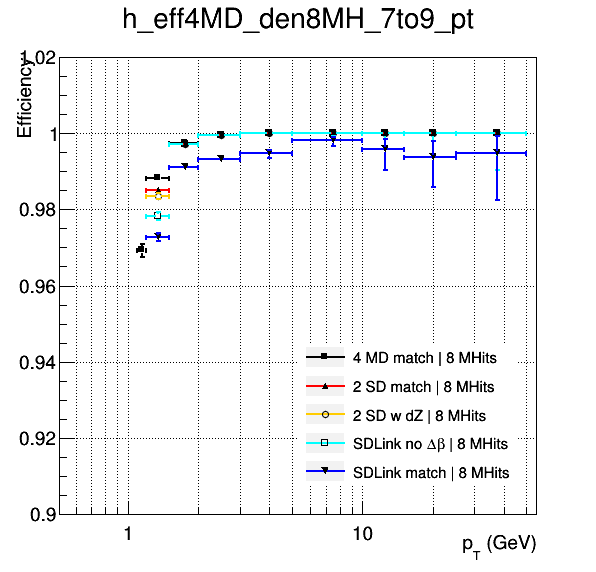 h_eff4MD_den8MH_7to9_pt
Efficiency
1.02
1
0.98
0.96
0.94
0.92
0.9
4 MD match | 8 MHits
2 SD match | 8 MHits
2 SD w dZ | 8 MHits
SDLink no Δβ | 8 MHits
SDLink match | 8 MHits
1
10
p_T (GeV)